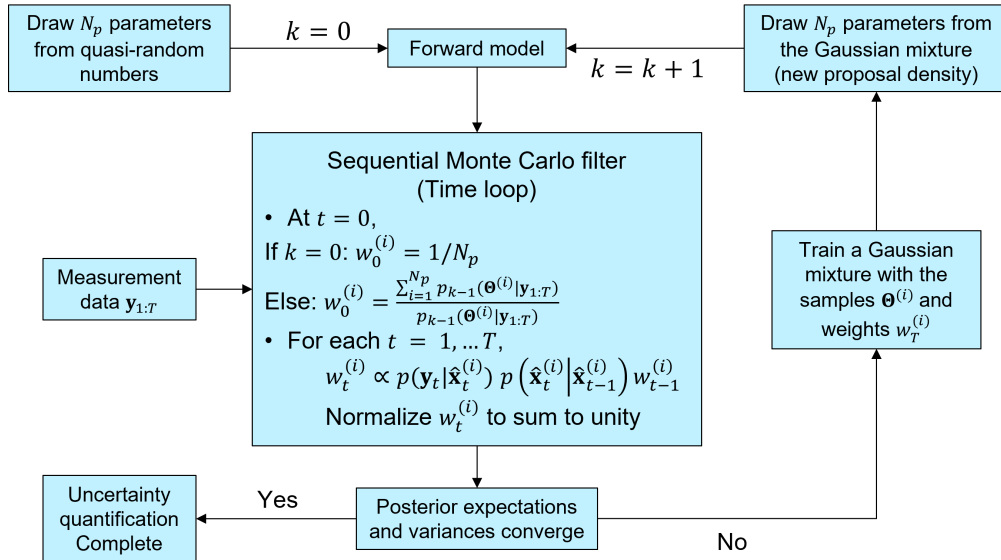 Draw $N_p$ parameters
from quasi-random
numbers
$k = 0$
Forward model
$k = k + 1$
Draw $N_p$ parameters from
the Gaussian mixture
(new proposal density)
Sequential Monte Carlo filter
(Time loop)
• At $t = 0$,
If $k = 0$: $w_0^{(i)} = 1/N_p$
Else: $w_0^{(i)} = \frac{\sum_{i=1}^{N_p} p_{k-1}(\mathbf{\Theta}^{(i)}|\mathbf{y}_{1:T})}{p_{k-1}(\mathbf{\Theta}^{(i)}|\mathbf{y}_{1:T})}$
• For each $t = 1, \ldots T$,
$w_t^{(i)} \propto p(\mathbf{y}_t|\hat{\mathbf{x}}_t^{(i)}) \, p\left(\hat{\mathbf{x}}_t^{(i)}\middle|\hat{\mathbf{x}}_{t-1}^{(i)}\right) w_{t-1}^{(i)}$
Normalize $w_t^{(i)}$ to sum to unity
Measurement
data $\mathbf{y}_{1:T}$
Train a Gaussian
mixture with the
samples $\mathbf{\Theta}^{(i)}$ and
weights $w_T^{(i)}$
Uncertainty
quantification
Complete
Yes
Posterior expectations
and variances converge
No